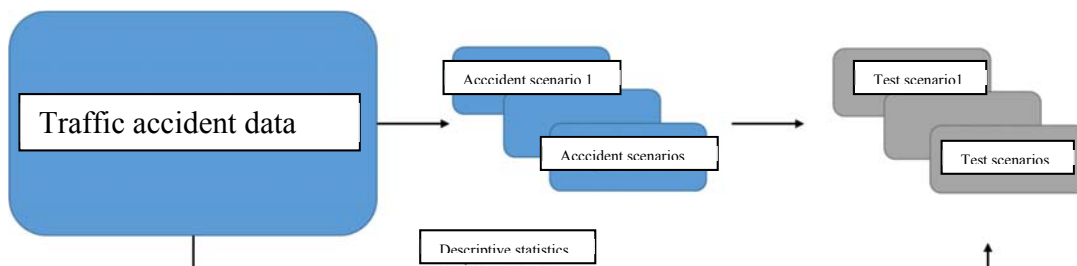 Acccident scenario 1
Test scenario1
Traffic accident data
Acccident scenarios
Test scenarios
Descriptive statistics